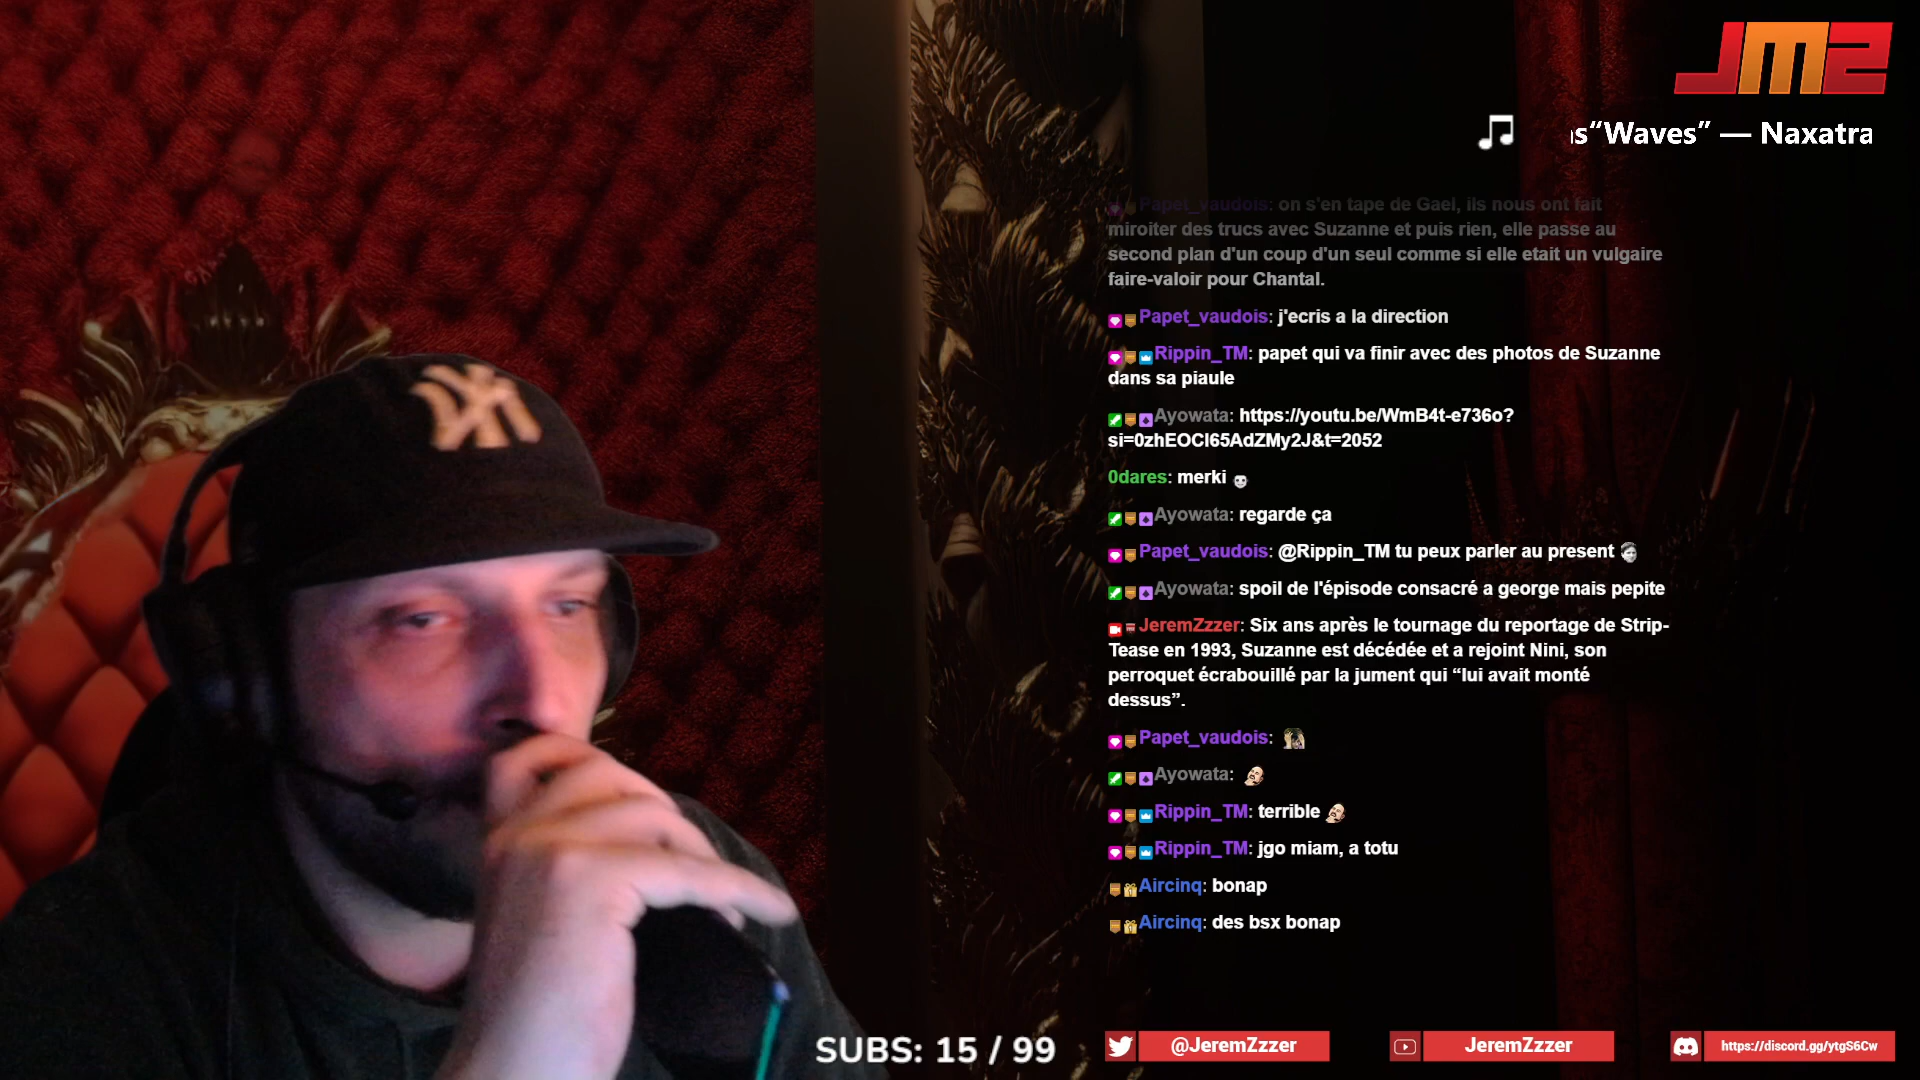 JMZ
s“Waves” — Naxatra
Papet_vaudois: on s'en tape de Gael, ils nous ont fait
miroiter des trucs avec Suzanne et puis rien, elle passe au
second plan d'un coup d'un seul comme si elle etait un vulgaire
faire-valoir pour Chantal.
Papet_vaudois: j'ecris a la direction
Rippin_TM: papet qui va finir avec des photos de Suzanne
dans sa piaule
Ayowata: https://youtu.be/WmB4t-e736o?
si=0zhEOCl65AdZMy2J&t=2052
0dares: merki
Ayowata: regarde ça
Papet_vaudois: @Rippin_TM tu peux parler au present
Ayowata: spoil de l'épisode consacré a george mais pepite
JeremZzzer: Six ans après le tournage du reportage de Strip-
Tease en 1993, Suzanne est décédée et a rejoint Nini, son
perroquet écrabouillé par la jument qui “lui avait monté
dessus”.
Papet_vaudois:
Ayowata:
Rippin_TM: terrible
Rippin_TM: jgo miam, a totu
Aircinq: bonap
Aircinq: des bsx bonap
SUBS: 15 / 99
@JeremZzzer
JeremZzzer
https://discord.gg/ytgS6Cw